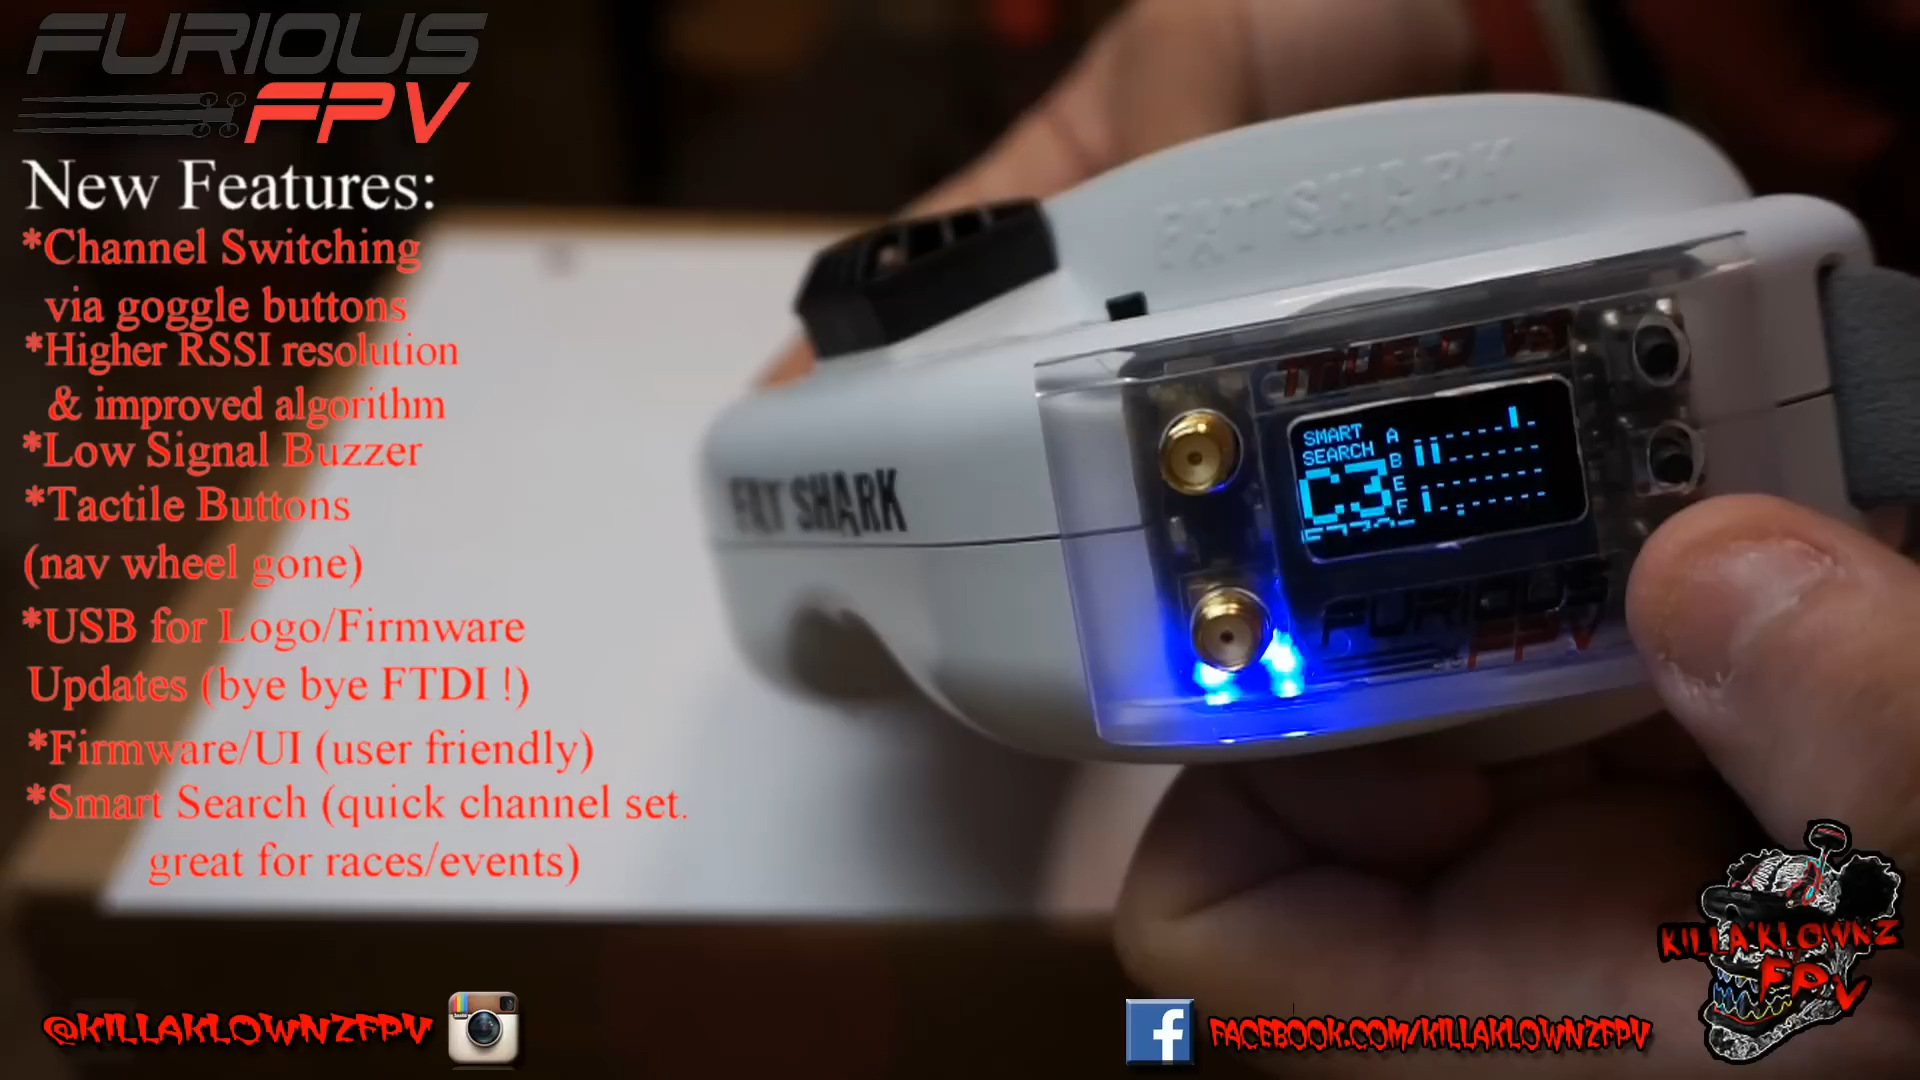 FURIOUS
FPV
New Features:
*Channel Switching
via goggle buttons
*Higher RSSI resolution
& improved algorithm
*Low Signal Buzzer
*Tactile Buttons
(nav wheel gone)
*USB for Logo/Firmware
Updates (bye bye FTDI !)
*Firmware/UI (user friendly)
*Smart Search (quick channel set.
great for races/events)
FAT SHARK
FAT SHARK
TRUE-D
SMART
SEARCH
C3
A
B
E
F
FURIOUS
FPV
KILLA KLOWNZ
FPV
@KILLAKLOWNZFPV
f FACEBOOK.COM/KILLAKLOWNZFPV